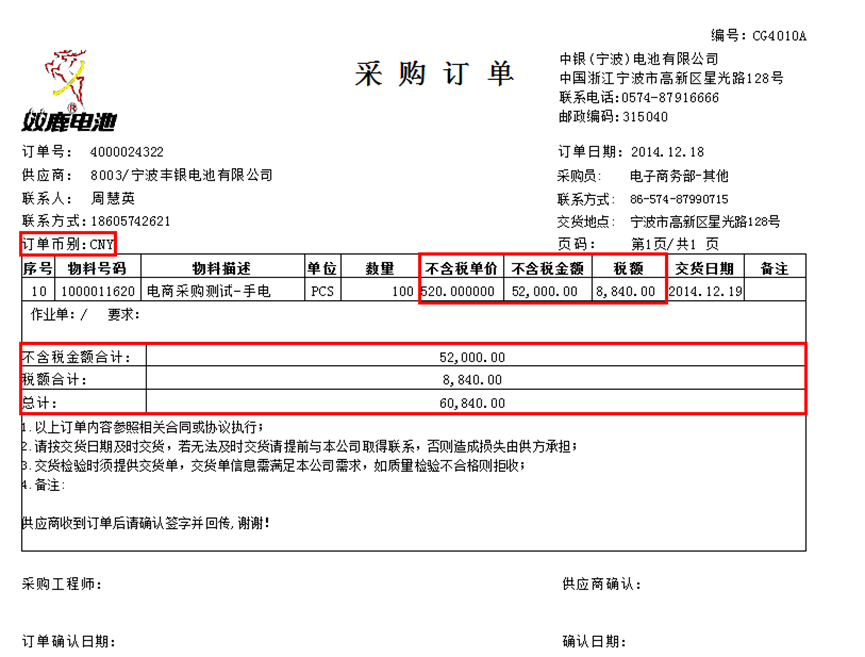 编号: CG4010A
双鹿电池
®
采购订单
中银(宁波)电池有限公司
中国浙江宁波市高新区星光路128号
联系电话:0574-87916666
邮政编码:315040
订单号: 4000024322
订单日期: 2014.12.18
供应商: 8003/宁波丰银电池有限公司
采购员: 电子商务部-其他
联系人: 周慧英
联系方式: 86-574-87990715
联系方式:18605742621
交货地点: 宁波市高新区星光路128号
订单币别:CNY
页码: 第1页/共1 页
序号 物料号码 物料描述 单位 数量 不含税单价 不含税金额 税额 交货日期 备注
10 1000011620 电商采购测试-手电 PCS 100 520.000000 52,000.00 8,840.00 2014.12.19
作业单: / 要求:
不含税金额合计: 52,000.00
税额合计: 8,840.00
总计: 60,840.00
1.以上订单内容参照相关合同或协议执行;
2.请按交货日期及时交货，若无法及时交货请提前与本公司取得联系，否则造成损失由供方承担;
3.交货检验时须提供交货单，交货单信息需满足本公司需求，如质量检验不合格则拒收;
4.备注:
供应商收到订单后请确认签字并回传,谢谢!
采购工程师:
供应商确认:
订单确认日期:
确认日期: